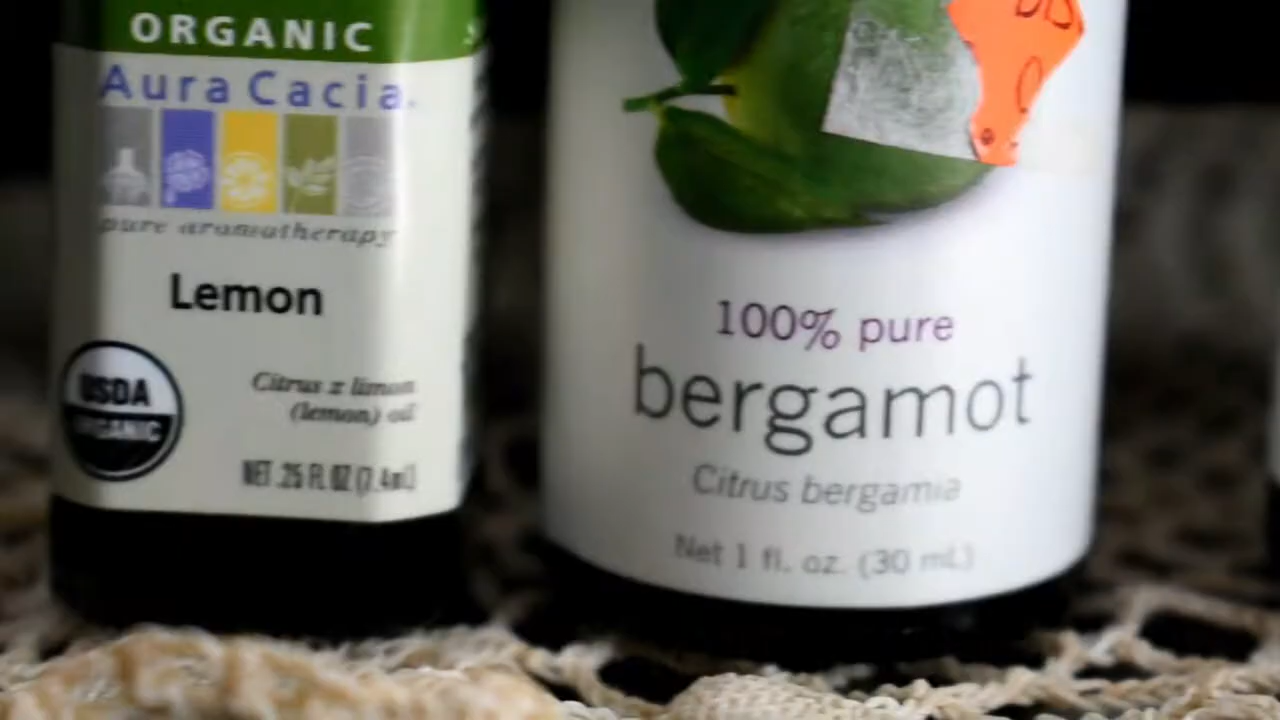 ORGANIC
Aura Cacia.
pure aromatherapy
Lemon
USDA
ORGANIC
Citrus x limon
(lemon) oil
NET .25 FL OZ (7.4mL)
100% pure
bergamot
Citrus bergamia
Net 1 fl. oz. (30 mL)